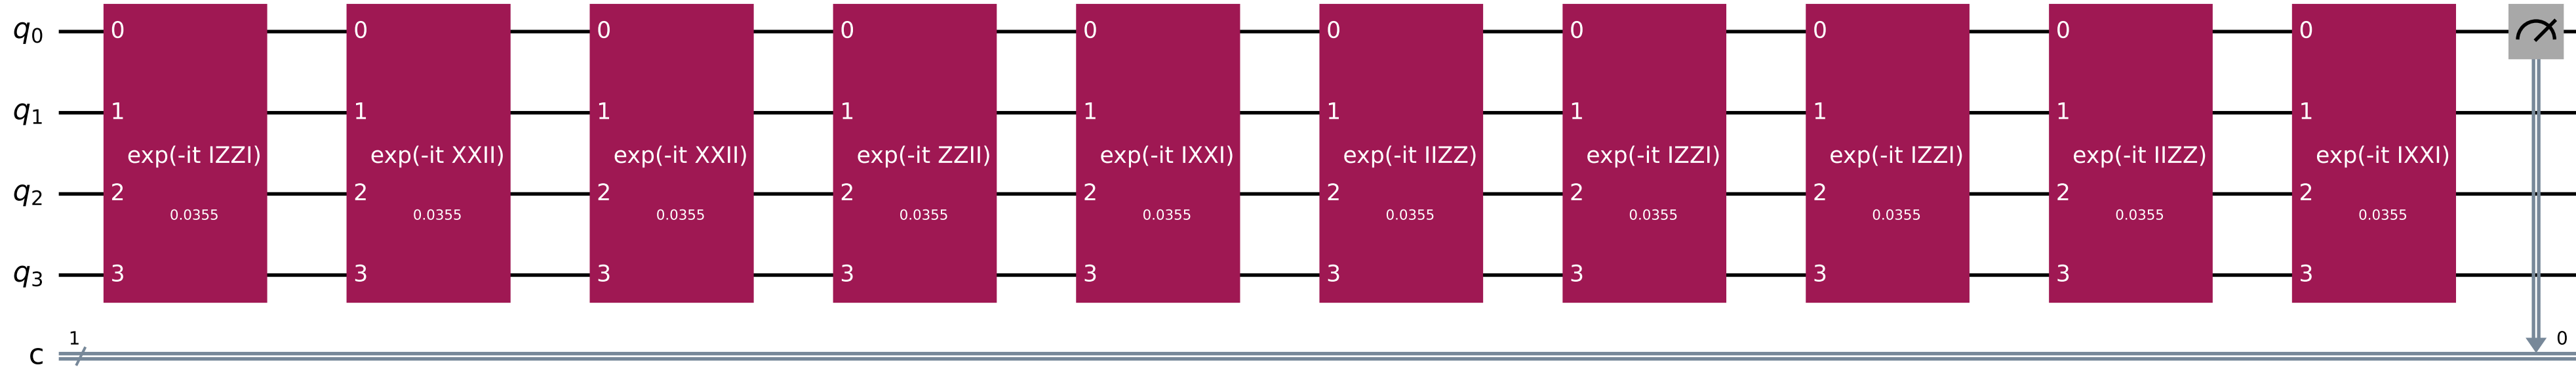 q0 0 0 0 0 0 0 0 0 0 0
q1 1 1 1 1 1 1 1 1 1 1
exp(-it IZZI) exp(-it XXII) exp(-it XXII) exp(-it ZZII) exp(-it IXXI) exp(-it IIZZ) exp(-it IZZI) exp(-it IZZI) exp(-it IIZZ) exp(-it IXXI)
q2 2 2 2 2 2 2 2 2 2 2
0.0355 0.0355 0.0355 0.0355 0.0355 0.0355 0.0355 0.0355 0.0355 0.0355
q3 3 3 3 3 3 3 3 3 3 3
1 0
c